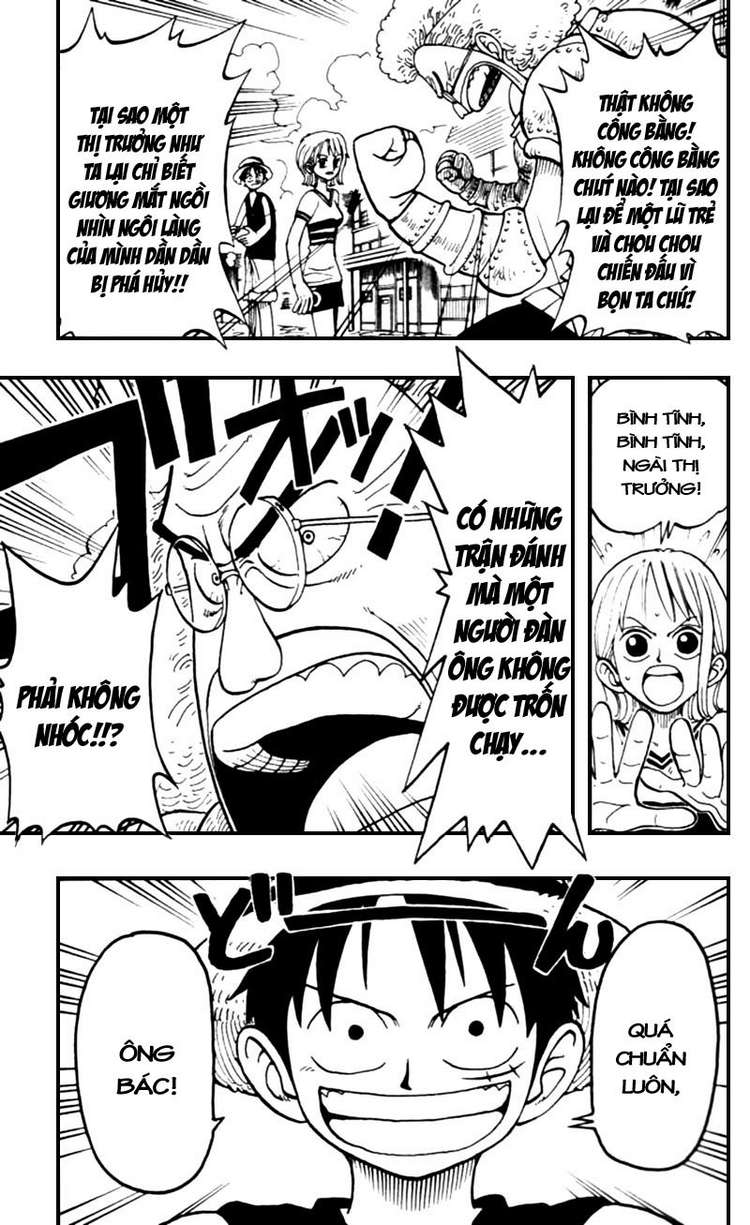 THẬT KHÔNG
CÔNG BẰNG!
KHÔNG CÔNG BẰNG
CHÚT NÀO! TẠI SAO
LẠI ĐỂ MỘT LŨ TRẺ
VÀ CHOU CHOU
CHIẾN ĐẤU VÌ
BỌN TA CHỨ?
TẠI SAO MỘT
THỊ TRƯỞNG NHƯ
TA LẠI CHỈ BIẾT
GIƯƠNG MẮT NGỒI
NHÌN NGÔI LÀNG
CỦA MÌNH DẦN DẦN
BỊ PHÁ HỦY!!
BÌNH TĨNH,
BÌNH TĨNH,
NGÀI THỊ
TRƯỞNG!
CÓ NHỮNG
TRẬN ĐÁNH
MÀ MỘT
NGƯỜI ĐÀN
ÔNG KHÔNG
ĐƯỢC TRỐN
CHẠY...
PHẢI KHÔNG
NHÓC!!?
どん
QUÁ
CHUẨN
LUÔN,
ÔNG
BÁC!